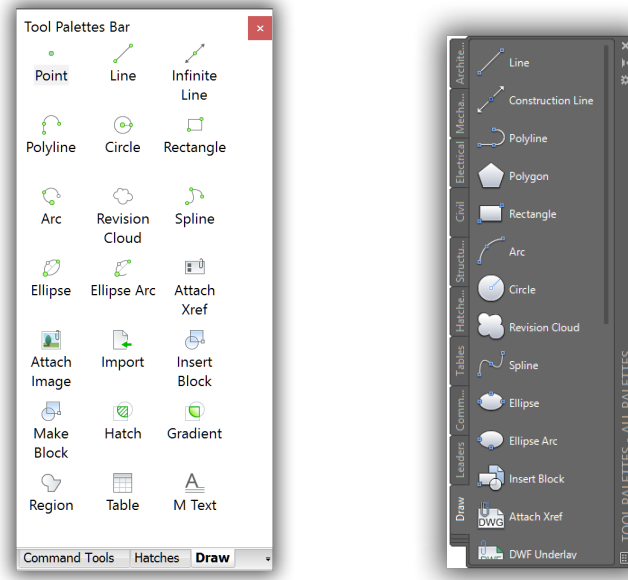 Tool Palettes Bar
Point Line Infinite
Line
Polyline Circle Rectangle
Arc Revision Spline
Cloud
Ellipse Ellipse Arc Attach
Xref
Attach Import Insert
Image Block
Make Hatch Gradient
Block
Region Table M Text
Command Tools Hatches Draw
Archite...
Mecha...
Electrical
Civil
Structu...
Hatche...
Tables
Comm...
Leaders
Draw
Line
Construction Line
Polyline
Polygon
Rectangle
Arc
Circle
Revision Cloud
Spline
Ellipse
Ellipse Arc
Insert Block
DWG Attach Xref
DWF Underlay
TOOL PALETTES - ALL PALETTES